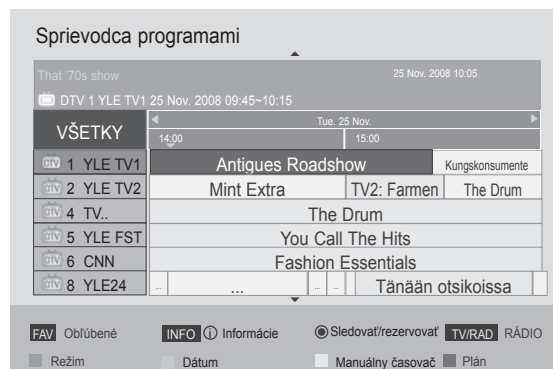 Sprievodca programami
That '70s show 25 Nov. 2008 10:05
DTV 1 YLE TV1 25 Nov. 2008 09:45~10:15
VŠETKY Tue. 25 Nov.
14:00 15:00
DTV 1 YLE TV1 Antigues Roadshow Kungskonsumente
DTV 2 YLE TV2 Mint Extra TV2: Farmen The Drum
DTV 4 TV.. The Drum
DTV 5 YLE FST You Call The Hits
DTV 6 CNN Fashion Essentials
DTV 8 YLE24 ... ... ... ... Tänään otsikoissa
FAV Obľúbené INFO i Informácie Sledovať/rezervovať TV/RAD RÁDIO
Režim Dátum Manuálny časovač Plán